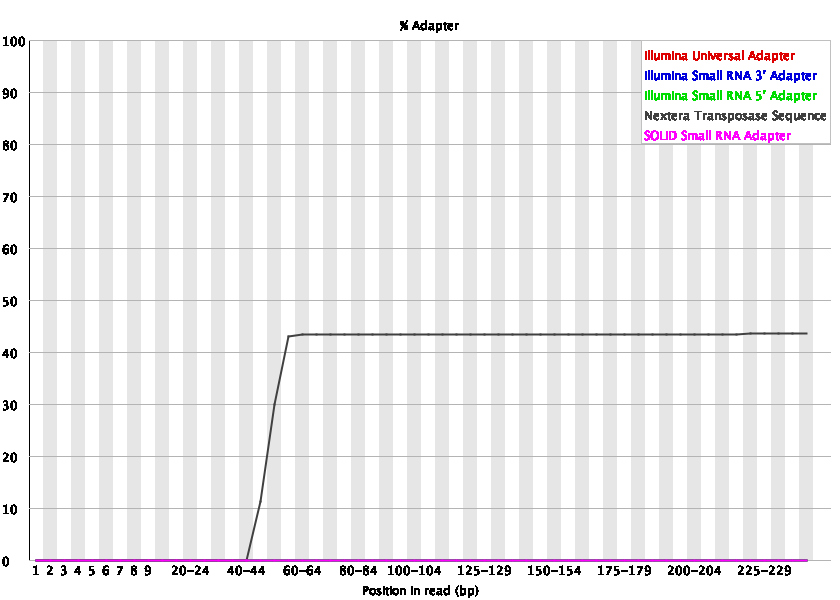 % Adapter
100
90
80
70
60
50
40
30
20
10
0
Illumina Universal Adapter
Illumina Small RNA 3' Adapter
Illumina Small RNA 5' Adapter
Nextera Transposase Sequence
SOLID Small RNA Adapter
1 2 3 4 5 6 7 8 9 20-24 40-44 60-64 80-84 100-104 125-129 150-154 175-179 200-204 225-229
Position in read (bp)